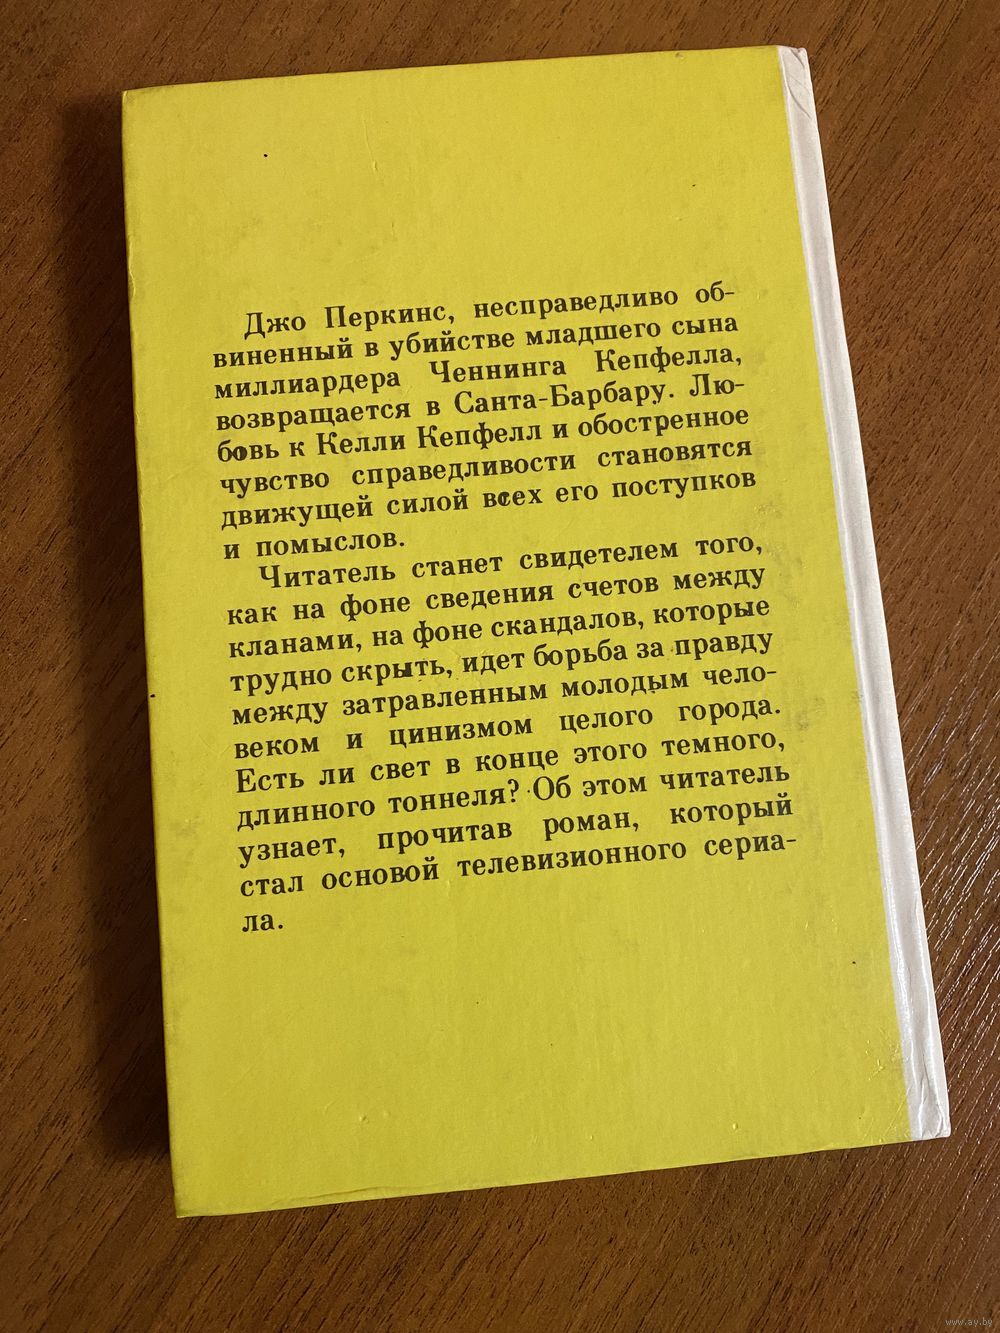 Джо Перкинс, несправедливо об-
виненный в убийстве младшего сына
миллиардера Ченнинга Кепфелла,
возвращается в Санта-Барбару. Лю-
бовь к Келли Кепфелл и обостренное
чувство справедливости становятся
движущей силой всех его поступков
и помыслов.
Читатель станет свидетелем того,
как на фоне сведения счетов между
кланами, на фоне скандалов, которые
трудно скрыть, идет борьба за правду
между затравленным молодым чело-
веком и цинизмом целого города.
Есть ли свет в конце этого темного,
длинного тоннеля? Об этом читатель
узнает, прочитав роман, который
стал основой телевизионного сериа-
ла.
www.ay.by